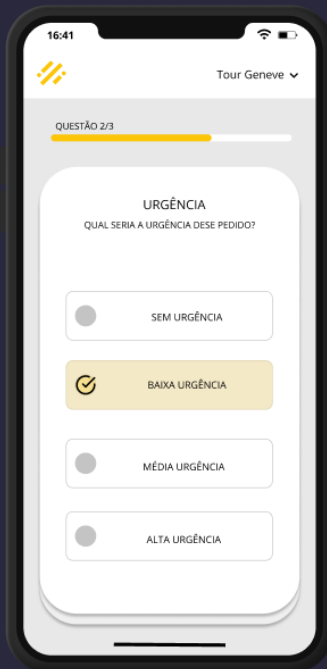 16:41
Tour Geneve
QUESTÃO 2/3
URGÊNCIA
QUAL SERIA A URGÊNCIA DESE PEDIDO?
SEM URGÊNCIA
BAIXA URGÊNCIA
MÉDIA URGÊNCIA
ALTA URGÊNCIA